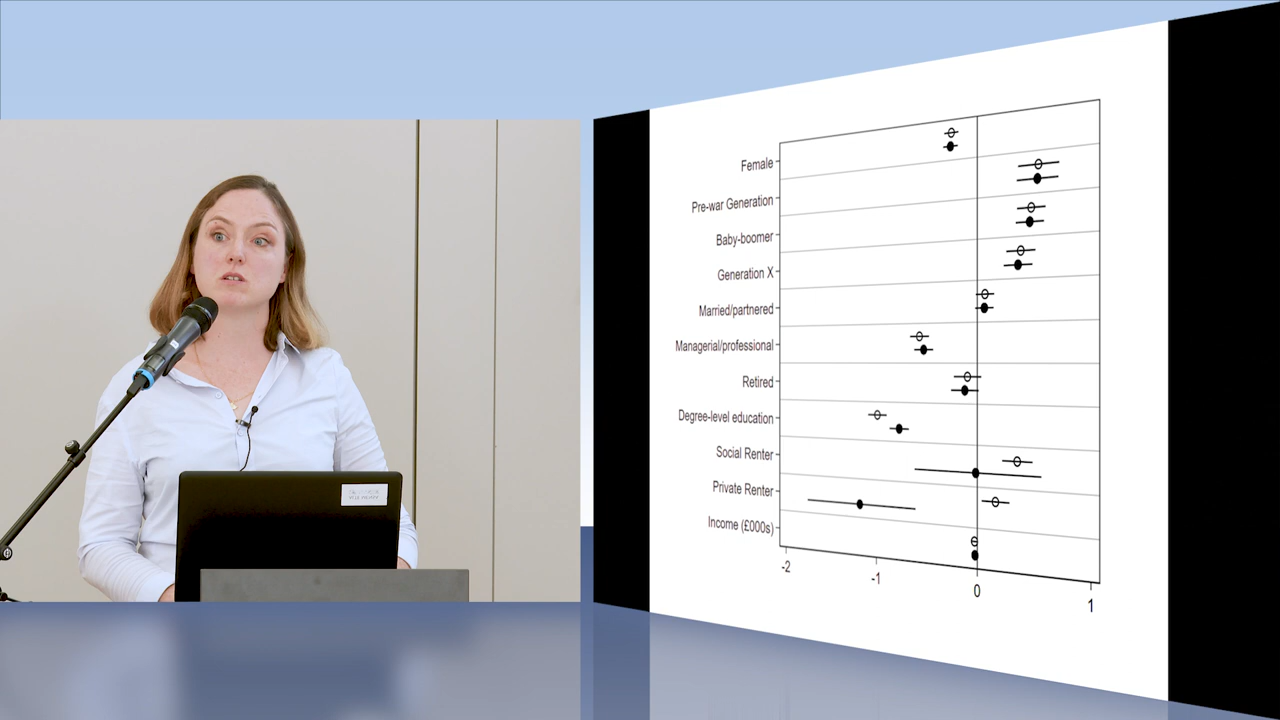 Female
Pre-war Generation
Baby-boomer
Generation X
Married/partnered
Managerial/professional
Retired
Degree-level education
Social Renter
Private Renter
Income (£000s)
-2
-1
0
1